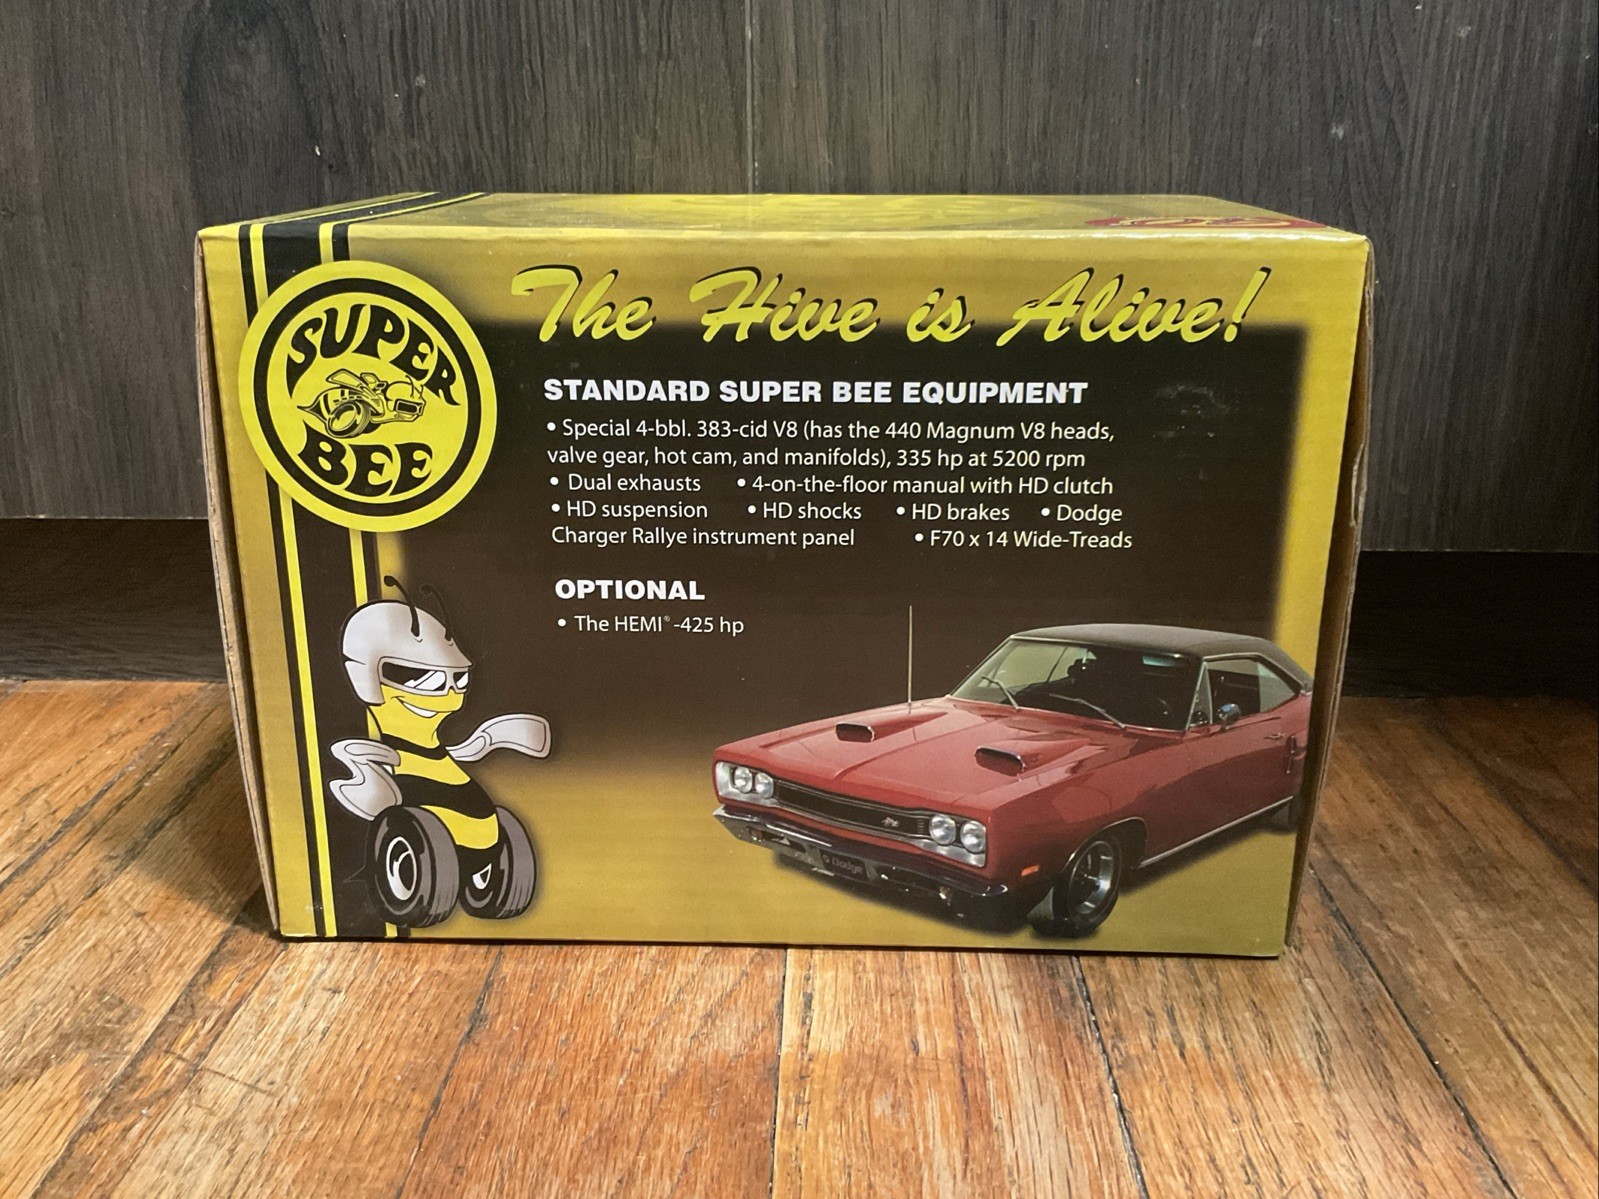 The Hive is Alive!
SUPER
BEE
STANDARD SUPER BEE EQUIPMENT
• Special 4-bbl. 383-cid V8 (has the 440 Magnum V8 heads,
valve gear, hot cam, and manifolds), 335 hp at 5200 rpm
• Dual exhausts • 4-on-the-floor manual with HD clutch
• HD suspension • HD shocks • HD brakes • Dodge
Charger Rallye instrument panel • F70 x 14 Wide-Treads
OPTIONAL
• The HEMI®-425 hp
Dodge